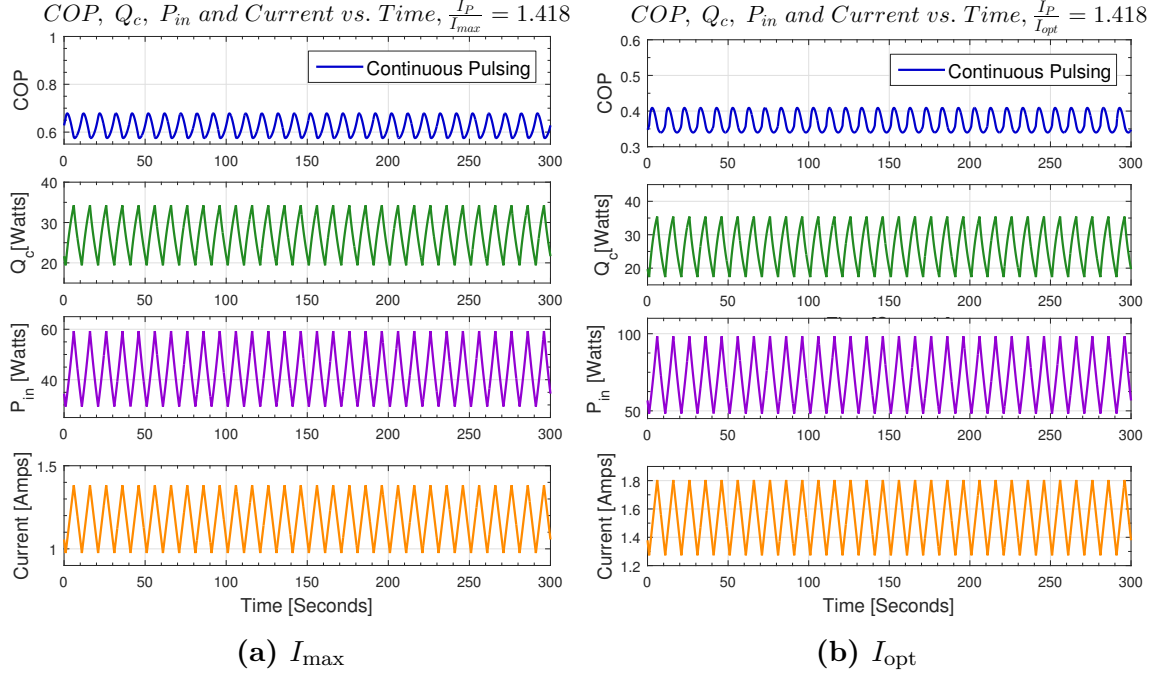 COP, Q_c, P_in and Current vs. Time, I_P/I_max = 1.418
1
0.8
0.6
COP
Continuous Pulsing
0 50 100 150 200 250 300
40
30
20
Q_c[Watts]
0 50 100 150 200 250 300
60
40
P_in [Watts]
0 50 100 150 200 250 300
1.5
1
Current [Amps]
0 50 100 150 200 250 300
Time [Seconds]
(a) I_max
COP, Q_c, P_in and Current vs. Time, I_P/I_opt = 1.418
0.6
0.5
0.4
0.3
COP
Continuous Pulsing
0 50 100 150 200 250 300
40
30
20
Q_c[Watts]
0 50 100 150 200 250 300
100
50
P_in [Watts]
0 50 100 150 200 250 300
1.8
1.6
1.4
1.2
Current [Amps]
0 50 100 150 200 250 300
Time [Seconds]
(b) I_opt